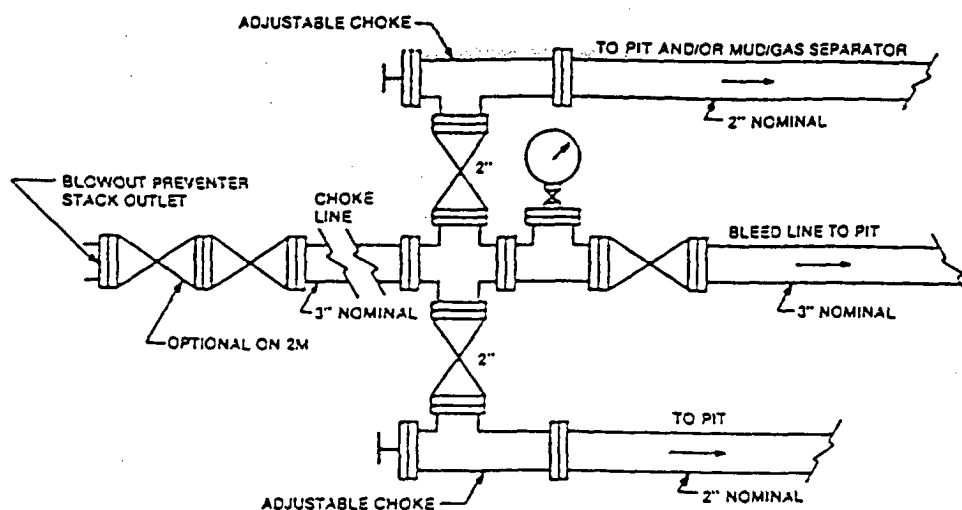 ADJUSTABLE CHOKE
TO PIT AND/OR MUD/GAS SEPARATOR
2" NOMINAL
2"
BLOWOUT PREVENTER
STACK OUTLET
CHOKE
LINE
BLEED LINE TO PIT
3" NOMINAL
3" NOMINAL
OPTIONAL ON 2M
2"
TO PIT
ADJUSTABLE CHOKE
2" NOMINAL